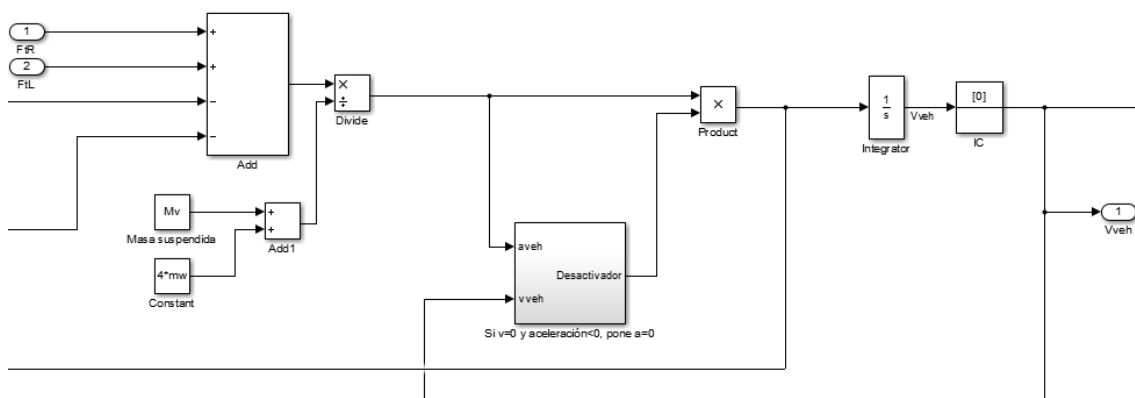 1
FtR
2
FtL
+
+
−
−
Add
×
÷
Divide
Mv
Masa suspendida
4*mw
Constant
+
+
Add1
aveh
vveh
Desactivador
Si v=0 y aceleración<0, pone a=0
×
Product
1
s
Integrator
Vveh
[0]
IC
1
Vveh